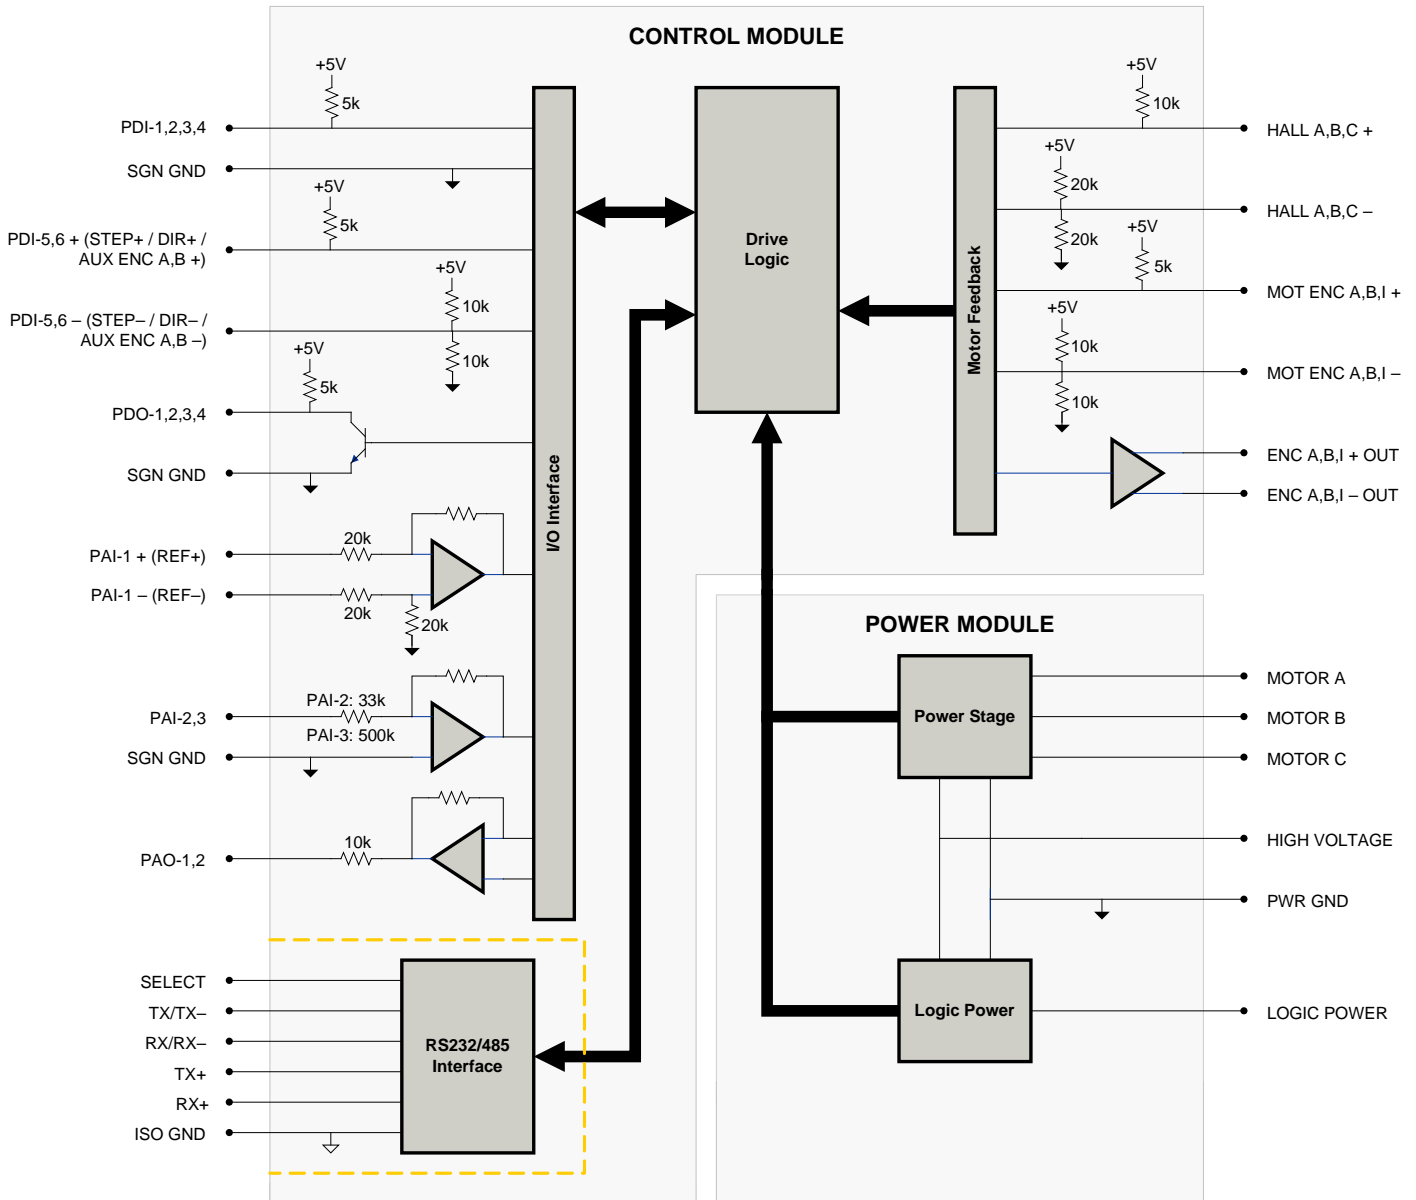 CONTROL MODULE
+5V
5k
PDI-1,2,3,4
SGN GND
+5V
5k
PDI-5,6 + (STEP+ / DIR+ /
AUX ENC A,B +)
+5V
10k
PDI-5,6 – (STEP– / DIR– /
AUX ENC A,B –)
10k
+5V
5k
PDO-1,2,3,4
SGN GND
PAI-1 + (REF+)
20k
PAI-1 – (REF–)
20k
20k
PAI-2: 33k
PAI-2,3
PAI-3: 500k
SGN GND
10k
PAO-1,2
I/O Interface
SELECT
TX/TX–
RX/RX–
TX+
RX+
ISO GND
RS232/485
Interface
Drive
Logic
Motor Feedback
+5V
10k
HALL A,B,C +
+5V
20k
HALL A,B,C –
20k
+5V
5k
MOT ENC A,B,I +
+5V
10k
MOT ENC A,B,I –
10k
ENC A,B,I + OUT
ENC A,B,I – OUT
POWER MODULE
Power Stage
MOTOR A
MOTOR B
MOTOR C
HIGH VOLTAGE
PWR GND
Logic Power
LOGIC POWER